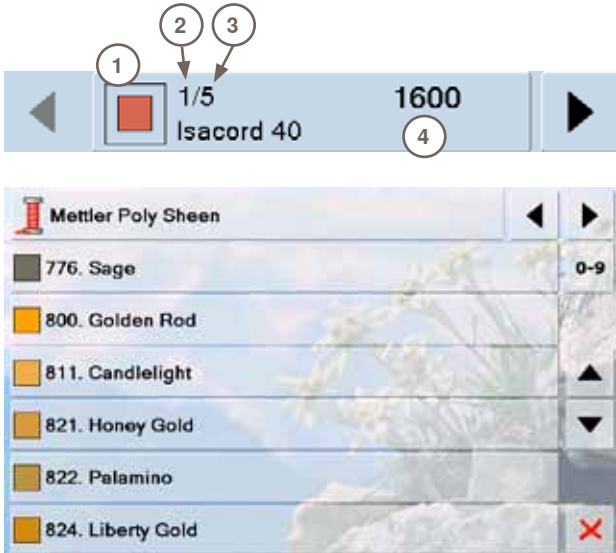 2 3
1
1/5 1600
Isacord 40
4
Mettler Poly Sheen
776. Sage
0-9
800. Golden Rod
811. Candlelight
821. Honey Gold
822. Palamino
824. Liberty Gold